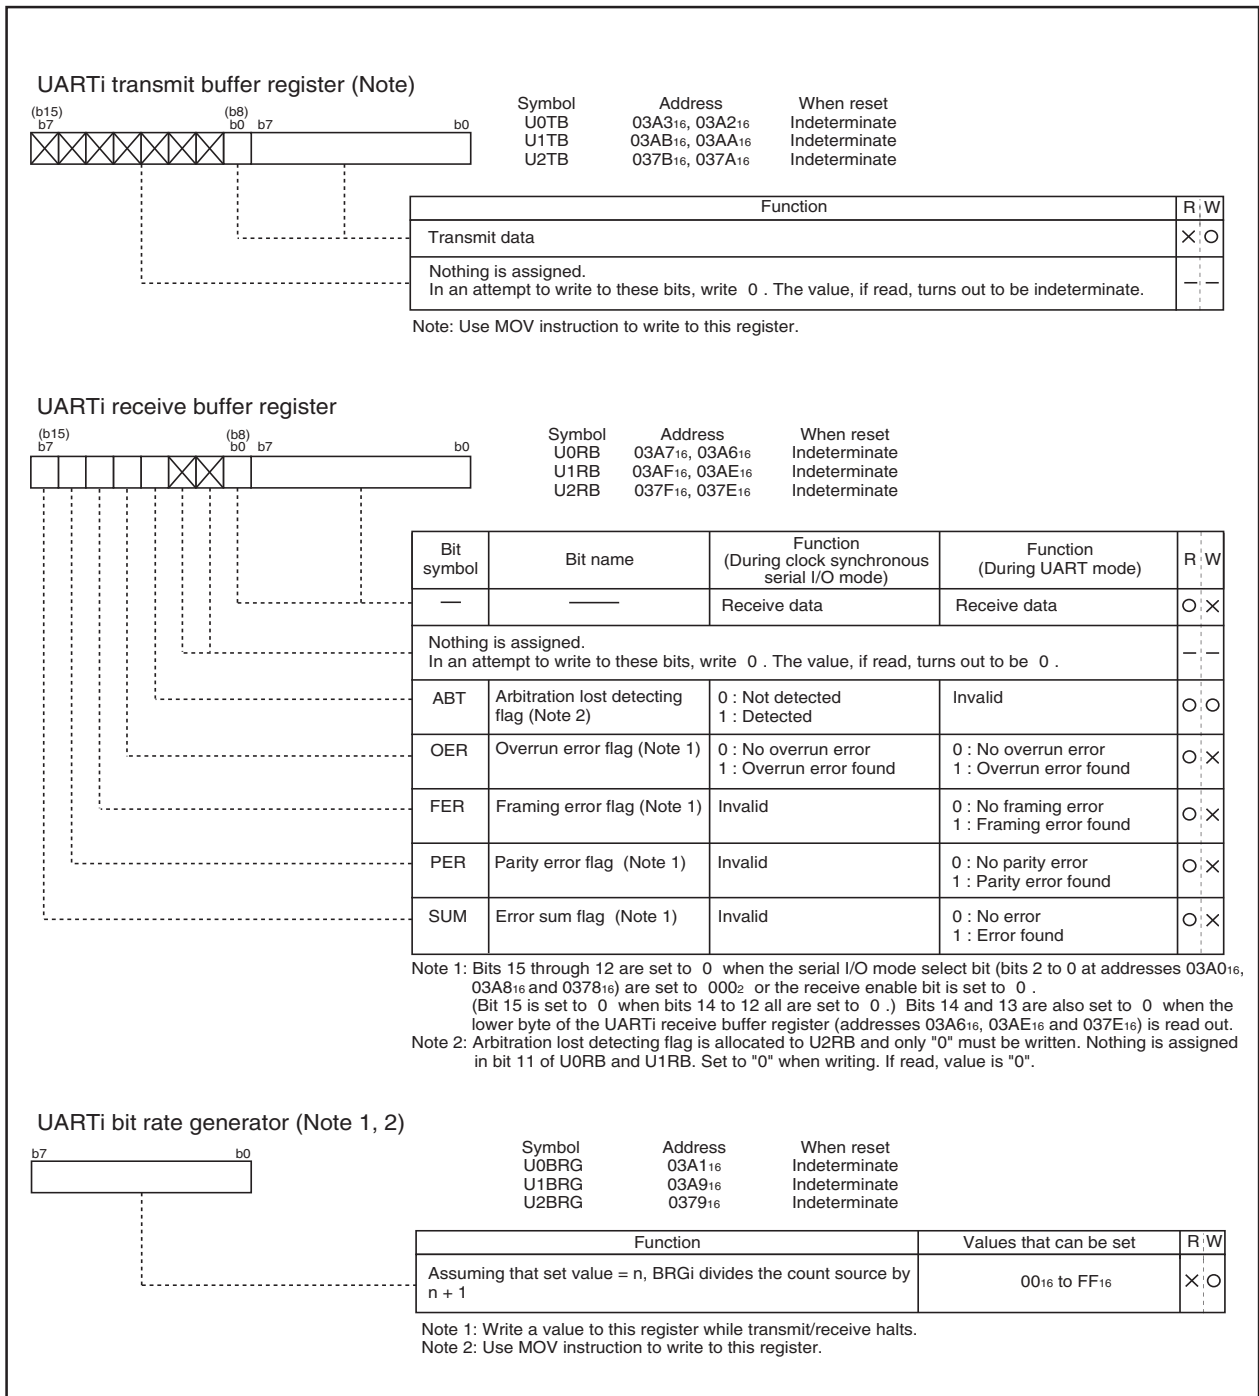 UARTi transmit buffer register (Note)
(b15) (b8)
b7 b0 b7 b0
Symbol Address When reset
U0TB 03A3₁₆, 03A2₁₆ Indeterminate
U1TB 03AB₁₆, 03AA₁₆ Indeterminate
U2TB 037B₁₆, 037A₁₆ Indeterminate
Function R W
Transmit data × ○
Nothing is assigned.
In an attempt to write to these bits, write 0 . The value, if read, turns out to be indeterminate. — —
Note: Use MOV instruction to write to this register.
UARTi receive buffer register
(b15) (b8)
b7 b0 b7 b0
Symbol Address When reset
U0RB 03A7₁₆, 03A6₁₆ Indeterminate
U1RB 03AF₁₆, 03AE₁₆ Indeterminate
U2RB 037F₁₆, 037E₁₆ Indeterminate
Bit symbol Bit name Function (During clock synchronous serial I/O mode) Function (During UART mode) R W
— — Receive data Receive data ○ ×
Nothing is assigned.
In an attempt to write to these bits, write 0 . The value, if read, turns out to be 0 . — —
ABT Arbitration lost detecting flag (Note 2) 0 : Not detected 1 : Detected Invalid ○ ○
OER Overrun error flag (Note 1) 0 : No overrun error 1 : Overrun error found 0 : No overrun error 1 : Overrun error found ○ ×
FER Framing error flag (Note 1) Invalid 0 : No framing error 1 : Framing error found ○ ×
PER Parity error flag (Note 1) Invalid 0 : No parity error 1 : Parity error found ○ ×
SUM Error sum flag (Note 1) Invalid 0 : No error 1 : Error found ○ ×
Note 1: Bits 15 through 12 are set to 0 when the serial I/O mode select bit (bits 2 to 0 at addresses 03A0₁₆,
03A8₁₆ and 0378₁₆) are set to 000₂ or the receive enable bit is set to 0 .
(Bit 15 is set to 0 when bits 14 to 12 all are set to 0 .) Bits 14 and 13 are also set to 0 when the
lower byte of the UARTi receive buffer register (addresses 03A6₁₆, 03AE₁₆ and 037E₁₆) is read out.
Note 2: Arbitration lost detecting flag is allocated to U2RB and only "0" must be written. Nothing is assigned
in bit 11 of U0RB and U1RB. Set to "0" when writing. If read, value is "0".
UARTi bit rate generator (Note 1, 2)
b7 b0
Symbol Address When reset
U0BRG 03A1₁₆ Indeterminate
U1BRG 03A9₁₆ Indeterminate
U2BRG 0379₁₆ Indeterminate
Function Values that can be set R W
Assuming that set value = n, BRGi divides the count source by
n + 1 00₁₆ to FF₁₆ × ○
Note 1: Write a value to this register while transmit/receive halts.
Note 2: Use MOV instruction to write to this register.